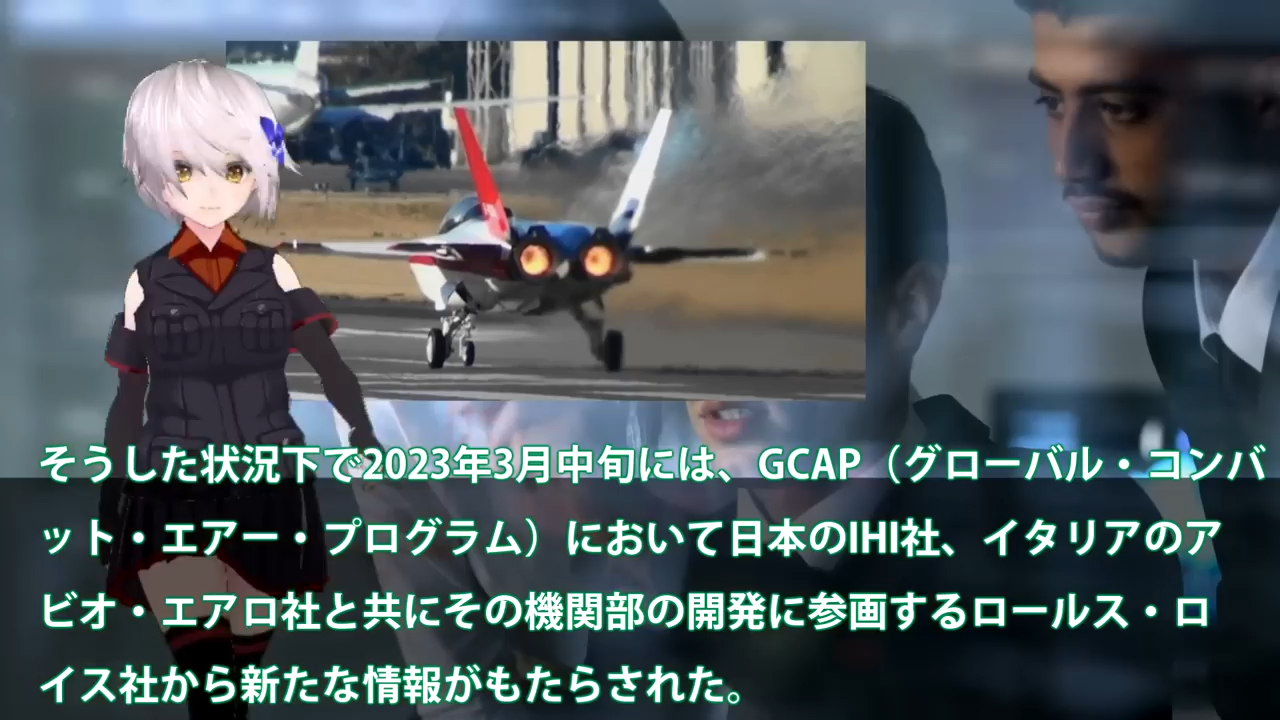 そうした状況下で2023年3月中旬には、GCAP（グローバル・コンバ
ット・エアー・プログラム）において日本のIHI社、イタリアのア
ビオ・エアロ社と共にその機関部の開発に参画するロールス・ロ
イス社から新たな情報がもたらされた。